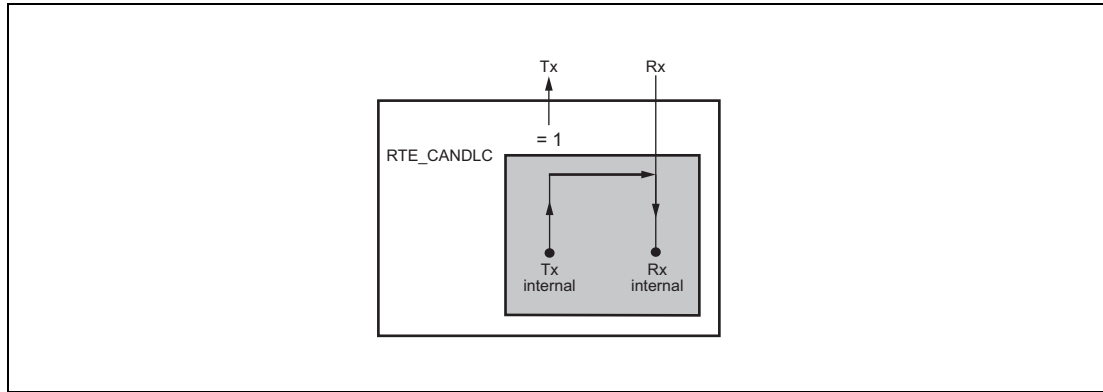 Tx
Rx
= 1
RTE_CANDLC
Tx
internal
Rx
internal